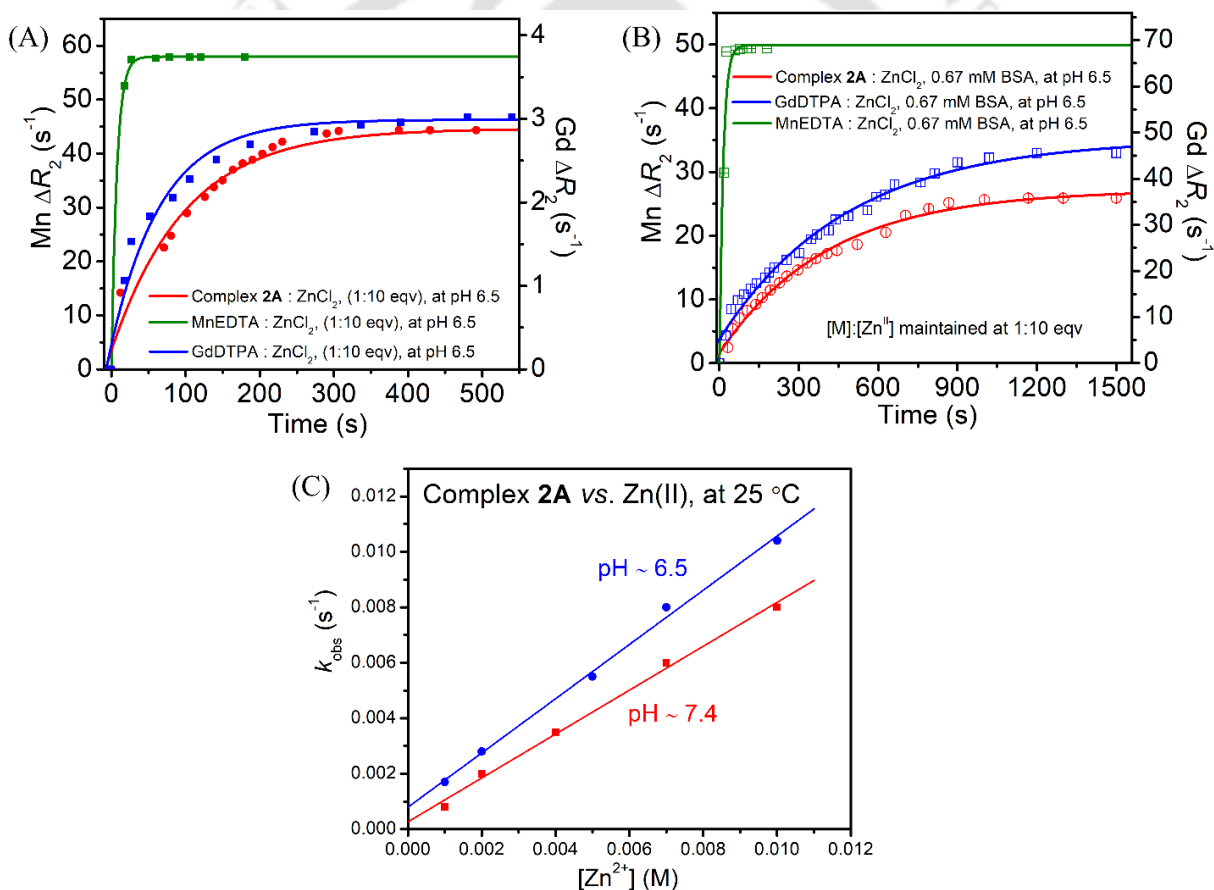 (A)
60
50
40
30
20
10
0
Mn ΔR₂ (s⁻¹)
4
3
2
1
0
Gd ΔR₂ (s⁻¹)
Complex 2A : ZnCl₂, (1:10 eqv), at pH 6.5
MnEDTA : ZnCl₂, (1:10 eqv), at pH 6.5
GdDTPA : ZnCl₂, (1:10 eqv), at pH 6.5
0 100 200 300 400 500
Time (s)
(B)
50
40
30
20
10
0
Mn ΔR₂ (s⁻¹)
70
60
50
40
30
20
10
0
Gd ΔR₂ (s⁻¹)
Complex 2A : ZnCl₂, 0.67 mM BSA, at pH 6.5
GdDTPA : ZnCl₂, 0.67 mM BSA, at pH 6.5
MnEDTA : ZnCl₂, 0.67 mM BSA, at pH 6.5
[M]:[Znᴵᴵ] maintained at 1:10 eqv
0 300 600 900 1200 1500
Time (s)
(C)
Complex 2A vs. Zn(II), at 25 °C
0.012
0.010
0.008
0.006
0.004
0.002
0.000
k_obs (s⁻¹)
pH ~ 6.5
pH ~ 7.4
0.000 0.002 0.004 0.006 0.008 0.010 0.012
[Zn²⁺] (M)